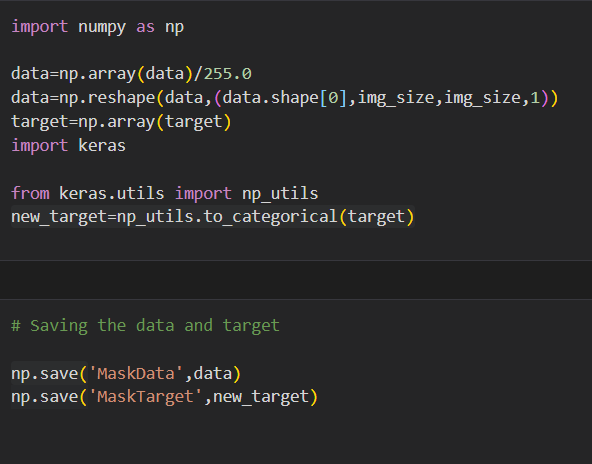 import numpy as np
data=np.array(data)/255.0
data=np.reshape(data,(data.shape[0],img_size,img_size,1))
target=np.array(target)
import keras
from keras.utils import np_utils
new_target=np_utils.to_categorical(target)
# Saving the data and target
np.save('MaskData',data)
np.save('MaskTarget',new_target)